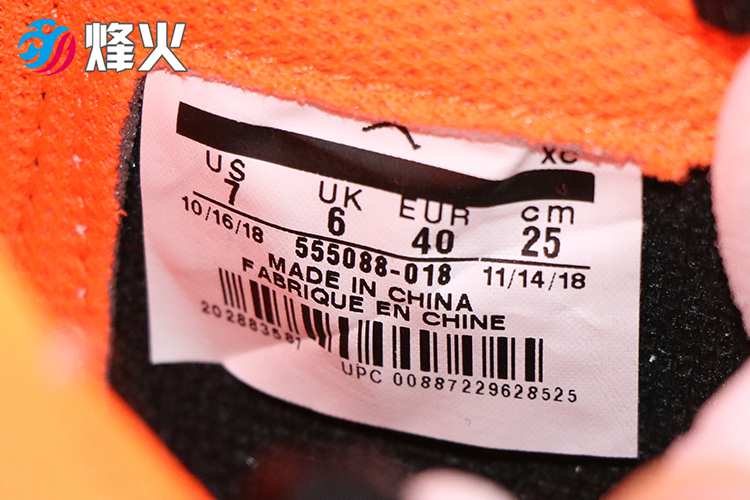 烽火
XC
US UK EUR cm
7 6 40 25
10/16/18 555088-018 11/14/18
MADE IN CHINA
FABRIQUE EN CHINE
202883587
UPC 00887229628525